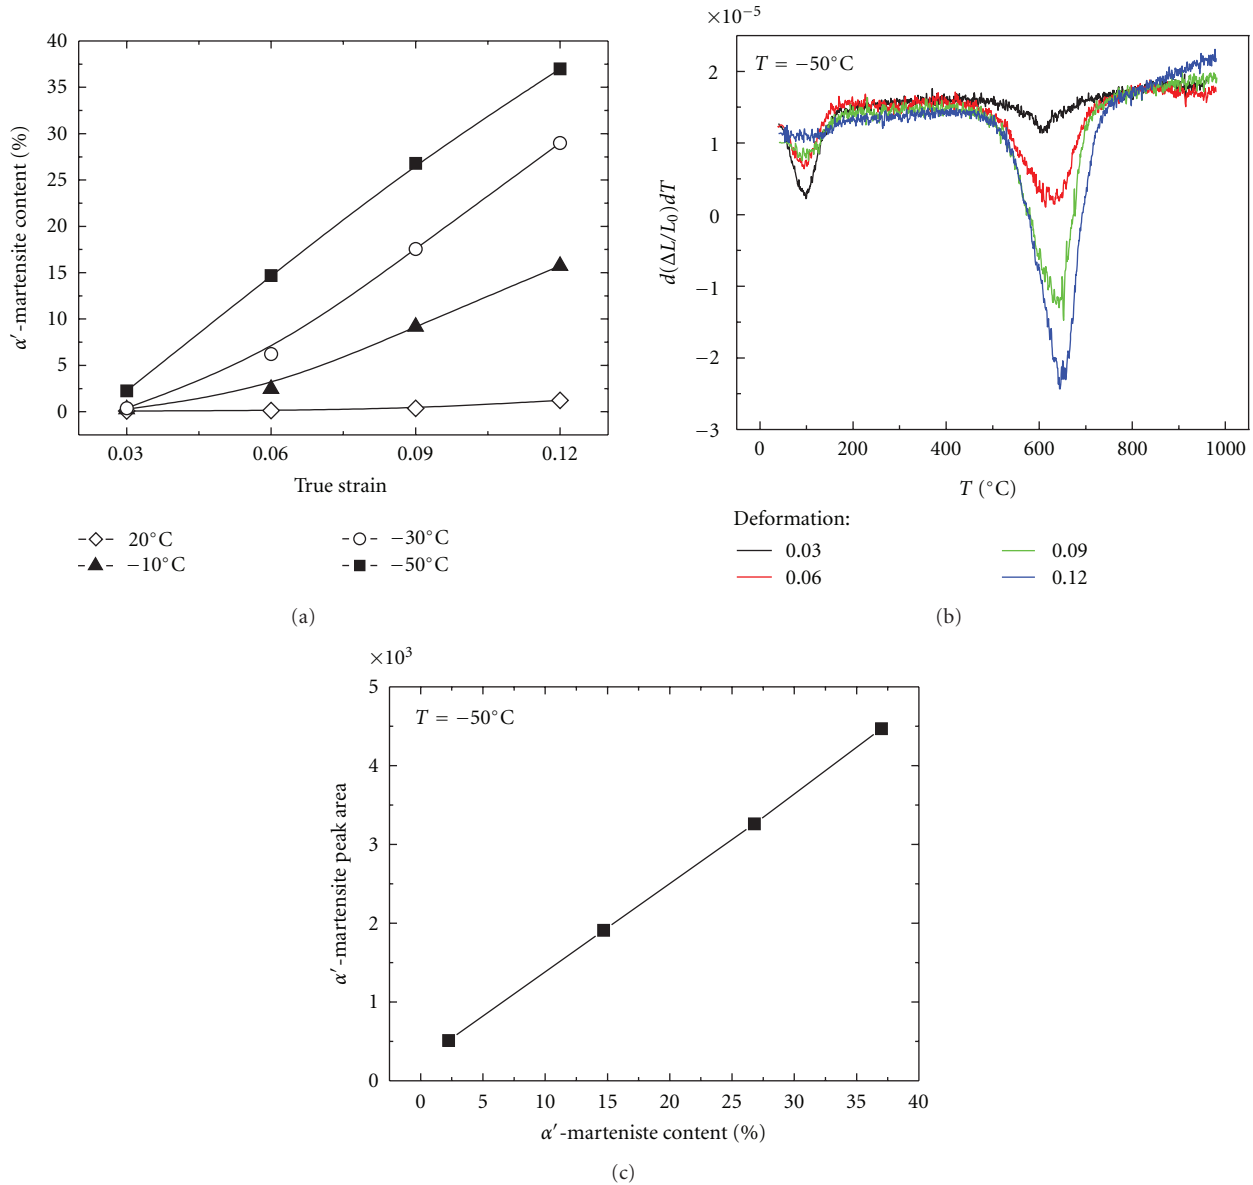 40
35
30
25
20
15
10
5
0
α′-martensite content (%)
0.03 0.06 0.09 0.12
True strain
20°C −30°C
−10°C −50°C
(a)
×10−5
T = −50°C
2
1
0
−1
−2
−3
d(ΔL/L0)dT
0 200 400 600 800 1000
T (°C)
Deformation:
0.03 0.09
0.06 0.12
(b)
×10³
5
4
3
2
1
0
T = −50°C
α′-martensite peak area
0 5 10 15 20 25 30 35 40
α′-marteniste content (%)
(c)